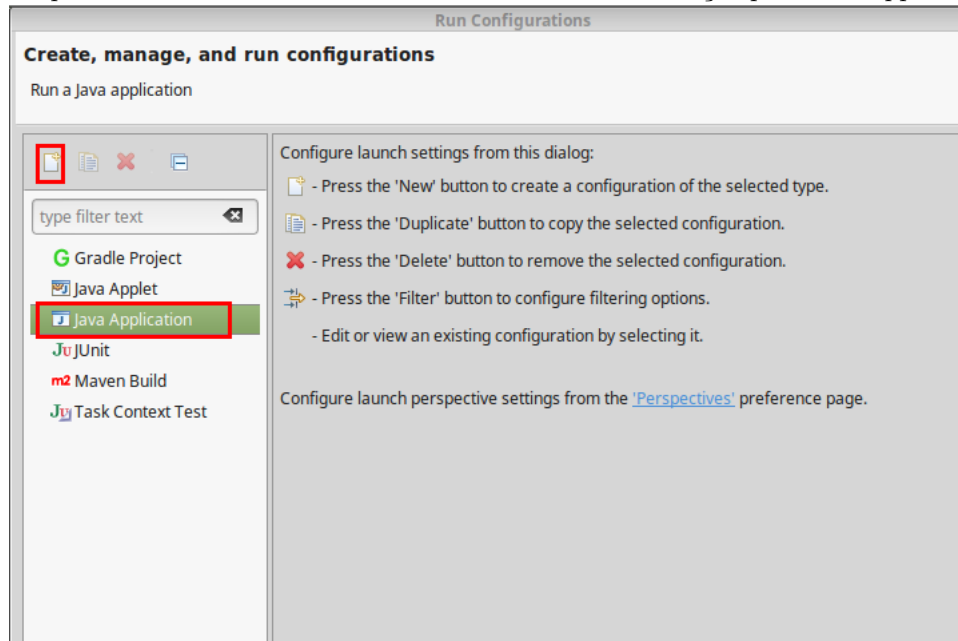 Run Configurations
Create, manage, and run configurations
Run a Java application
type filter text
G Gradle Project
Java Applet
J Java Application
Ju JUnit
m2 Maven Build
Ju Task Context Test
Configure launch settings from this dialog:
- Press the 'New' button to create a configuration of the selected type.
- Press the 'Duplicate' button to copy the selected configuration.
- Press the 'Delete' button to remove the selected configuration.
- Press the 'Filter' button to configure filtering options.
- Edit or view an existing configuration by selecting it.
Configure launch perspective settings from the 'Perspectives' preference page.